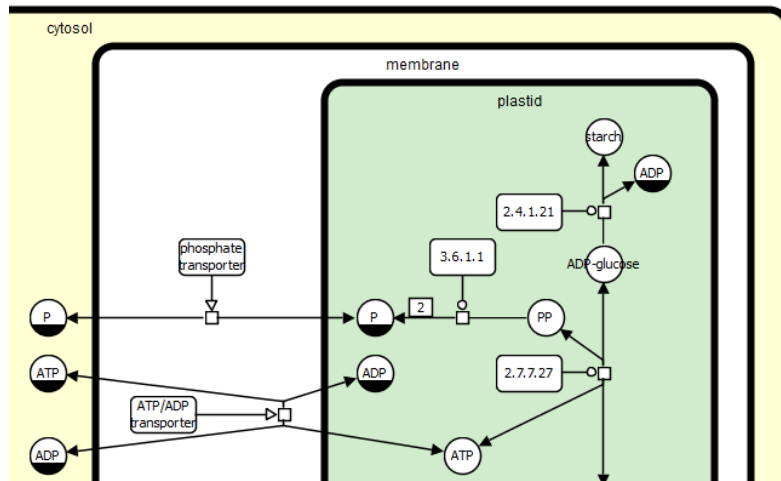 cytosol
membrane
plastid
starch
ADP
2.4.1.21
phosphate
transporter
3.6.1.1
ADP-glucose
P
P
2
PP
ATP
ADP
2.7.7.27
ATP/ADP
transporter
ADP
ATP